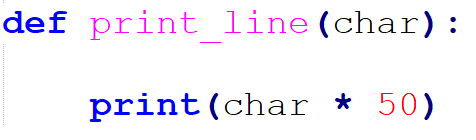 def print_line(char):
    print(char * 50)